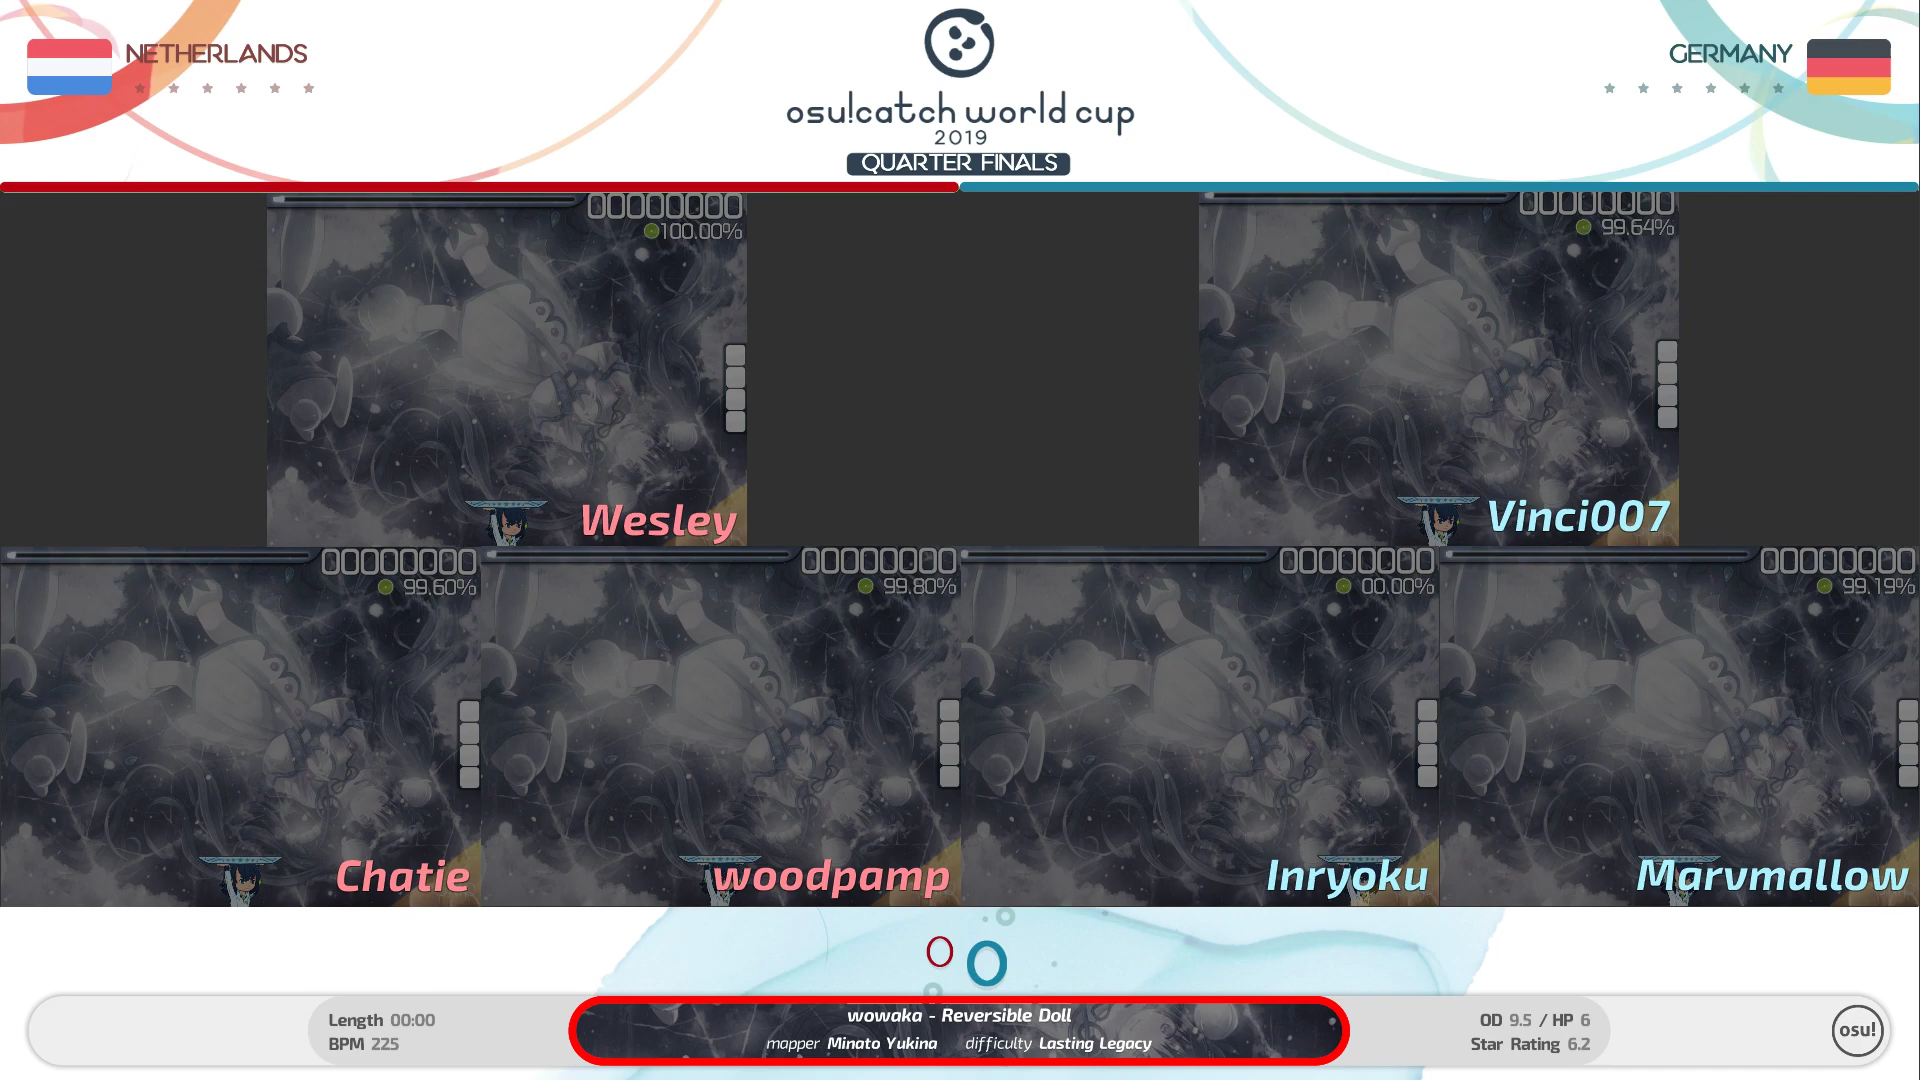 NETHERLANDS
GERMANY
osu!catch world cup
2019
QUARTER FINALS
00000000
100.00%
Wesley
00000000
99.64%
Vinci007
00000000
99.60%
Chatie
00000000
99.80%
woodpamp
00000000
00.00%
Inryoku
00000000
99.19%
Marvmallow
0 0
Length 00:00
BPM 225
wowaka - Reversible Doll
mapper Minato Yukina difficulty Lasting Legacy
OD 9.5 / HP 6
Star Rating 6.2
osu!